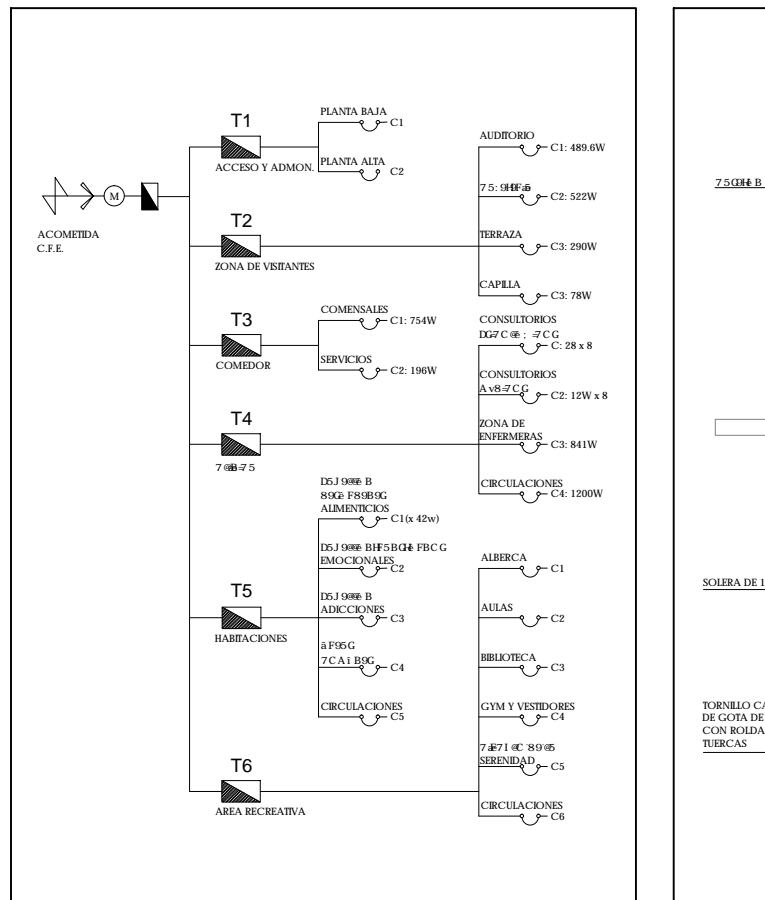 T1
ACCESO Y ADMON.
PLANTA BAJA
C1
PLANTA ALTA
C2
M
ACOMETIDA
C.F.E.
T2
ZONA DE VISITANTES
AUDITORIO
C1: 489.6W
C2: 522W
TERRAZA
C3: 290W
CAPILLA
C3: 78W
T3
COMEDOR
COMENSALES
C1: 754W
SERVICIOS
C2: 196W
T4
CONSULTORIOS
C: 28 x 8
CONSULTORIOS
C2: 12W x 8
ZONA DE
ENFERMERAS
C3: 841W
CIRCULACIONES
C4: 1200W
T5
HABITACIONES
ALIMENTICIOS
C1(x 42w)
EMOCIONALES
C2
ADICCIONES
C3
C4
CIRCULACIONES
C5
T6
AREA RECREATIVA
ALBERCA
C1
AULAS
C2
BIBLIOTECA
C3
GYM Y VESTIDORES
C4
SERENIDAD
C5
CIRCULACIONES
C6
SOLERA DE 1
TORNILLO CA
DE GOTA DE
CON ROLDA
TUERCAS